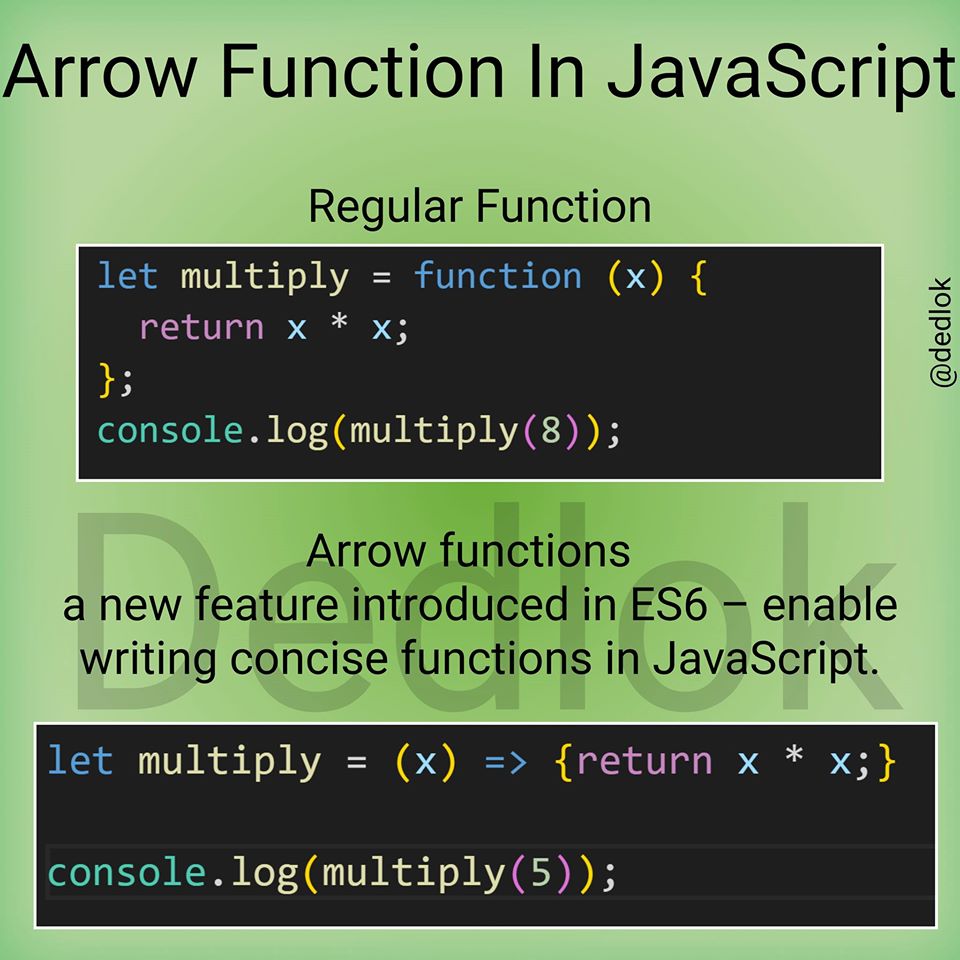 Arrow Function In JavaScript
Regular Function
let multiply = function (x) {
  return x * x;
};
console.log(multiply(8));
@dedlok
Dedlok
Arrow functions
a new feature introduced in ES6 – enable
writing concise functions in JavaScript.
let multiply = (x) => {return x * x;}
console.log(multiply(5));